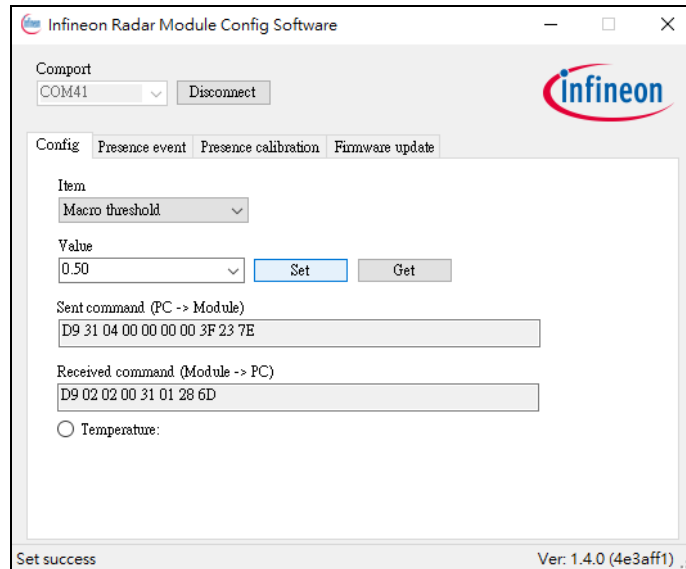 Infineon Radar Module Config Software
Comport
COM41 Disconnect
infineon
Config Presence event Presence calibration Firmware update
Item
Macro threshold
Value
0.50 Set Get
Sent command (PC -> Module)
D9 31 04 00 00 00 00 3F 23 7E
Received command (Module -> PC)
D9 02 02 00 31 01 28 6D
Temperature:
Set success Ver: 1.4.0 (4e3aff1)